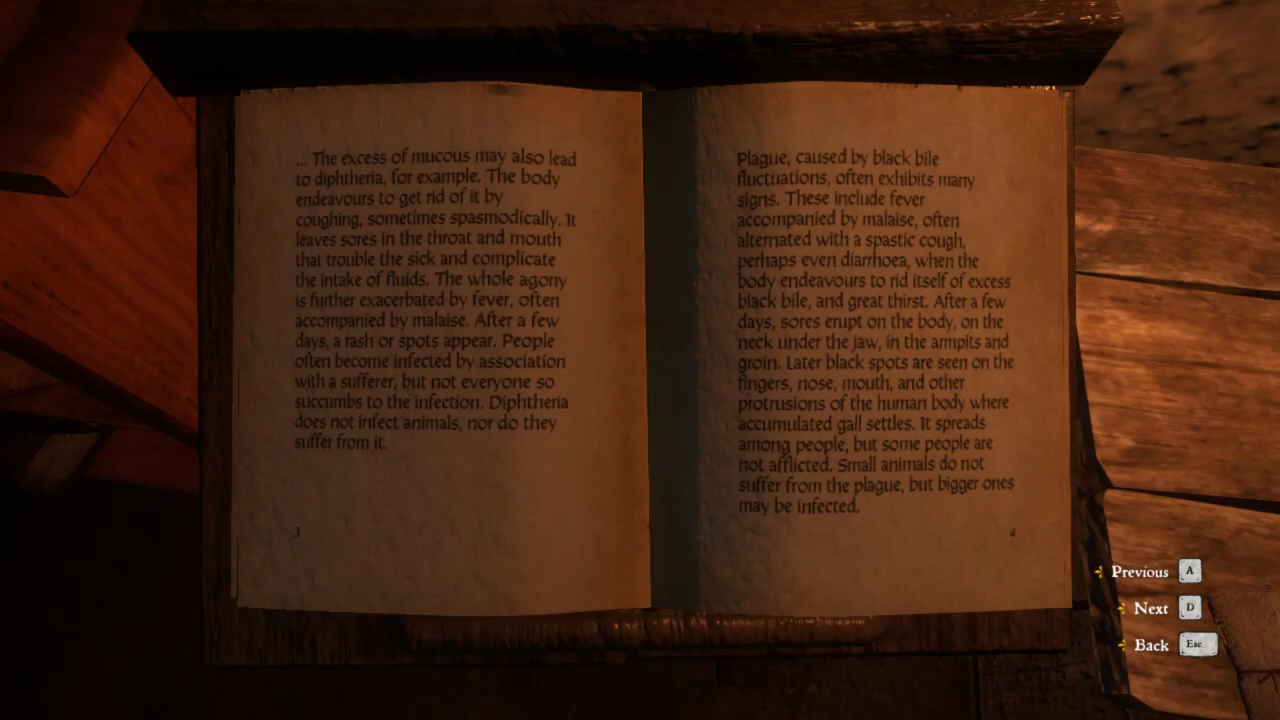 ... The excess of mucous may also lead
to diphtheria, for example. The body
endeavours to get rid of it by
coughing, sometimes spasmodically. It
leaves sores in the throat and mouth
that trouble the sick and complicate
the intake of fluids. The whole agony
is further exacerbated by fever, often
accompanied by malaise. After a few
days, a rash or spots appear. People
often become infected by association
with a sufferer, but not everyone so
succumbs to the infection. Diphtheria
does not infect animals, nor do they
suffer from it.
3
Plague, caused by black bile
fluctuations, often exhibits many
signs. These include fever
accompanied by malaise, often
alternated with a spastic cough,
perhaps even diarrhoea, when the
body endeavours to rid itself of excess
black bile, and great thirst. After a few
days, sores erupt on the body, on the
neck under the jaw, in the armpits and
groin. Later black spots are seen on the
fingers, nose, mouth, and other
protrusions of the human body where
accumulated gall settles. It spreads
among people, but some people are
not afflicted. Small animals do not
suffer from the plague, but bigger ones
may be infected.
4
Previous A
Next D
Back Esc